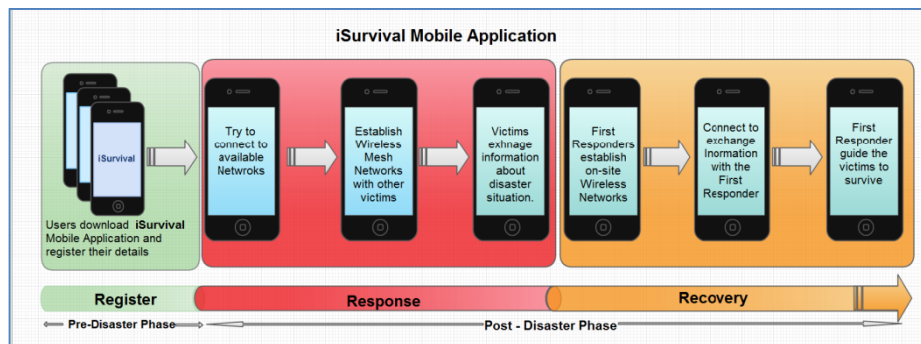 iSurvival Mobile Application
iSurvival
Users download iSurvival
Mobile Application and
register their details
Try to
connect to
available
Netwroks
Establish
Wireless
Mesh
Networks
with other
victims
Victims
exhnage
information
about
disaster
situation.
First
Responders
establish
on-site
Wireless
Networks
Connect to
exchange
Inormation
with the
First
Responder
First
Responder
guide the
victims to
survive
Register
Response
Recovery
Pre-Disaster Phase
Post - Disaster Phase